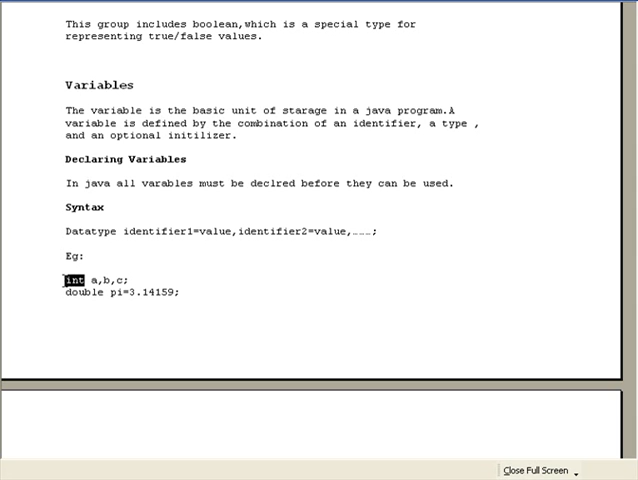 This group includes boolean,which is a special type for
representing true/false values.
Variables
The variable is the basic unit of starage in a java program.A
variable is defined by the combination of an identifier, a type ,
and an optional initilizer.
Declaring Variables
In java all varables must be declred before they can be used.
Syntax
Datatype identifier1=value,identifier2=value,……;
Eg:
int a,b,c;
double pi=3.14159;
Close Full Screen